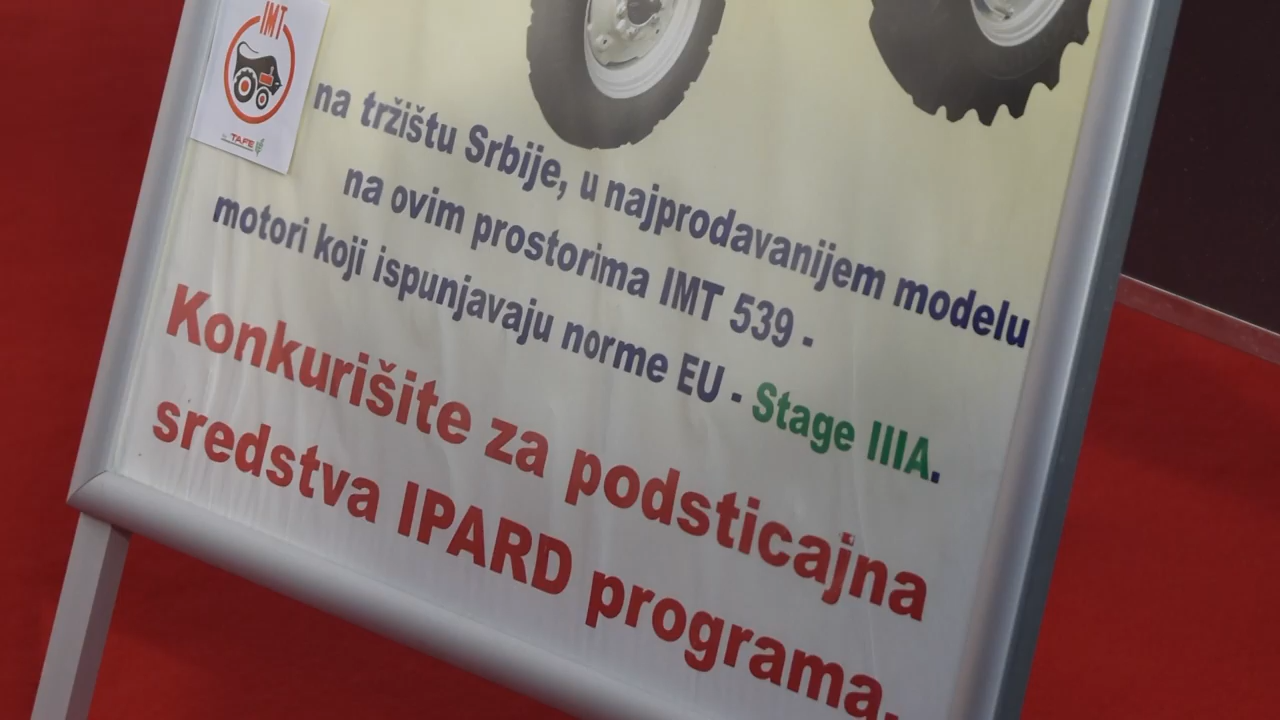 IMT
TAFE
na tržištu Srbije, u najprodavanijem modelu
na ovim prostorima IMT 539 -
motori koji ispunjavaju norme EU - Stage IIIA.
Konkurišite za podsticajna
sredstva IPARD programa.